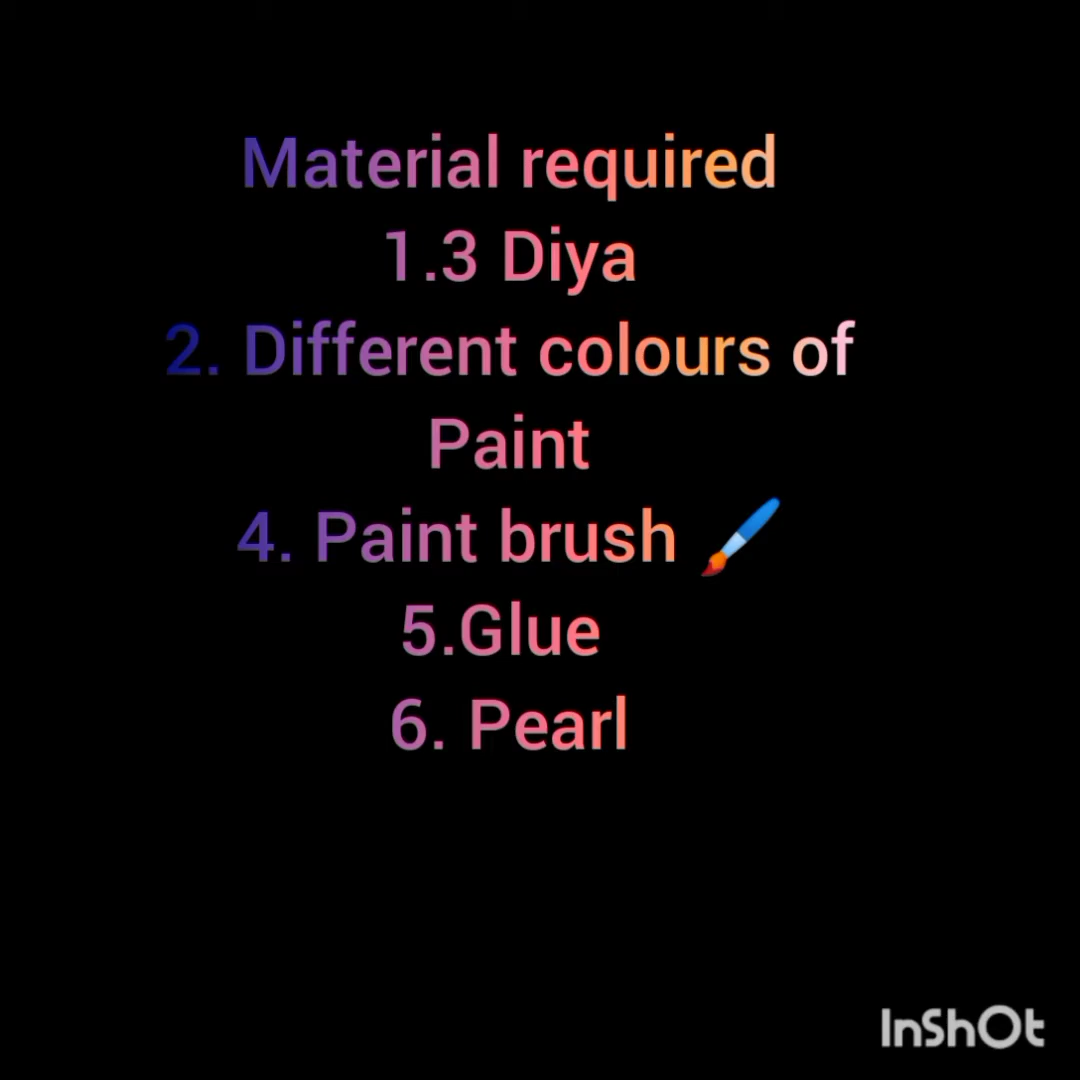 Material required
1.3 Diya
2. Different colours of
Paint
4. Paint brush 🖌️
5.Glue
6. Pearl
InShOt